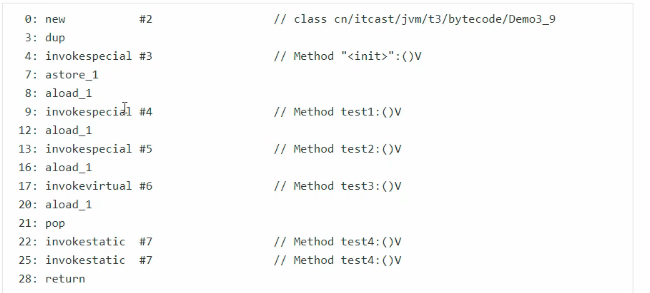 0: new #2 // class cn/itcast/jvm/t3/bytecode/Demo3_9
3: dup
4: invokespecial #3 // Method "<init>":()V
7: astore_1
8: aload_1
9: invokespecial #4 // Method test1:()V
12: aload_1
13: invokespecial #5 // Method test2:()V
16: aload_1
17: invokevirtual #6 // Method test3:()V
20: aload_1
21: pop
22: invokestatic #7 // Method test4:()V
25: invokestatic #7 // Method test4:()V
28: return